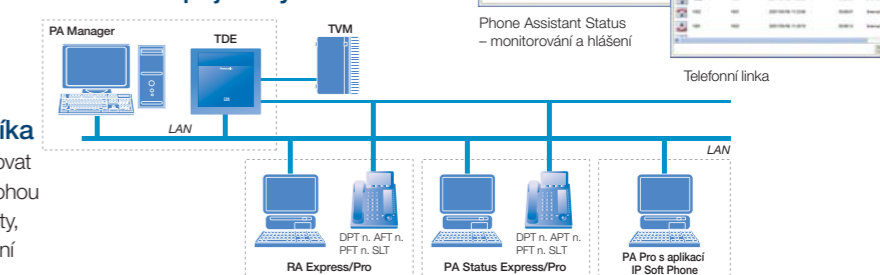 Phone Assistant Status
– monitorování a hlášení
Telefonní linka
PA Manager
TDE
TVM
LAN
LAN
íka
ovat
ohou
ty,
ní
DPT n. AFT n.
PFT n. SLT
RA Express/Pro
DPT n. APT n.
PFT n. SLT
PA Status Express/Pro
PA Pro s aplikací
IP Soft Phone